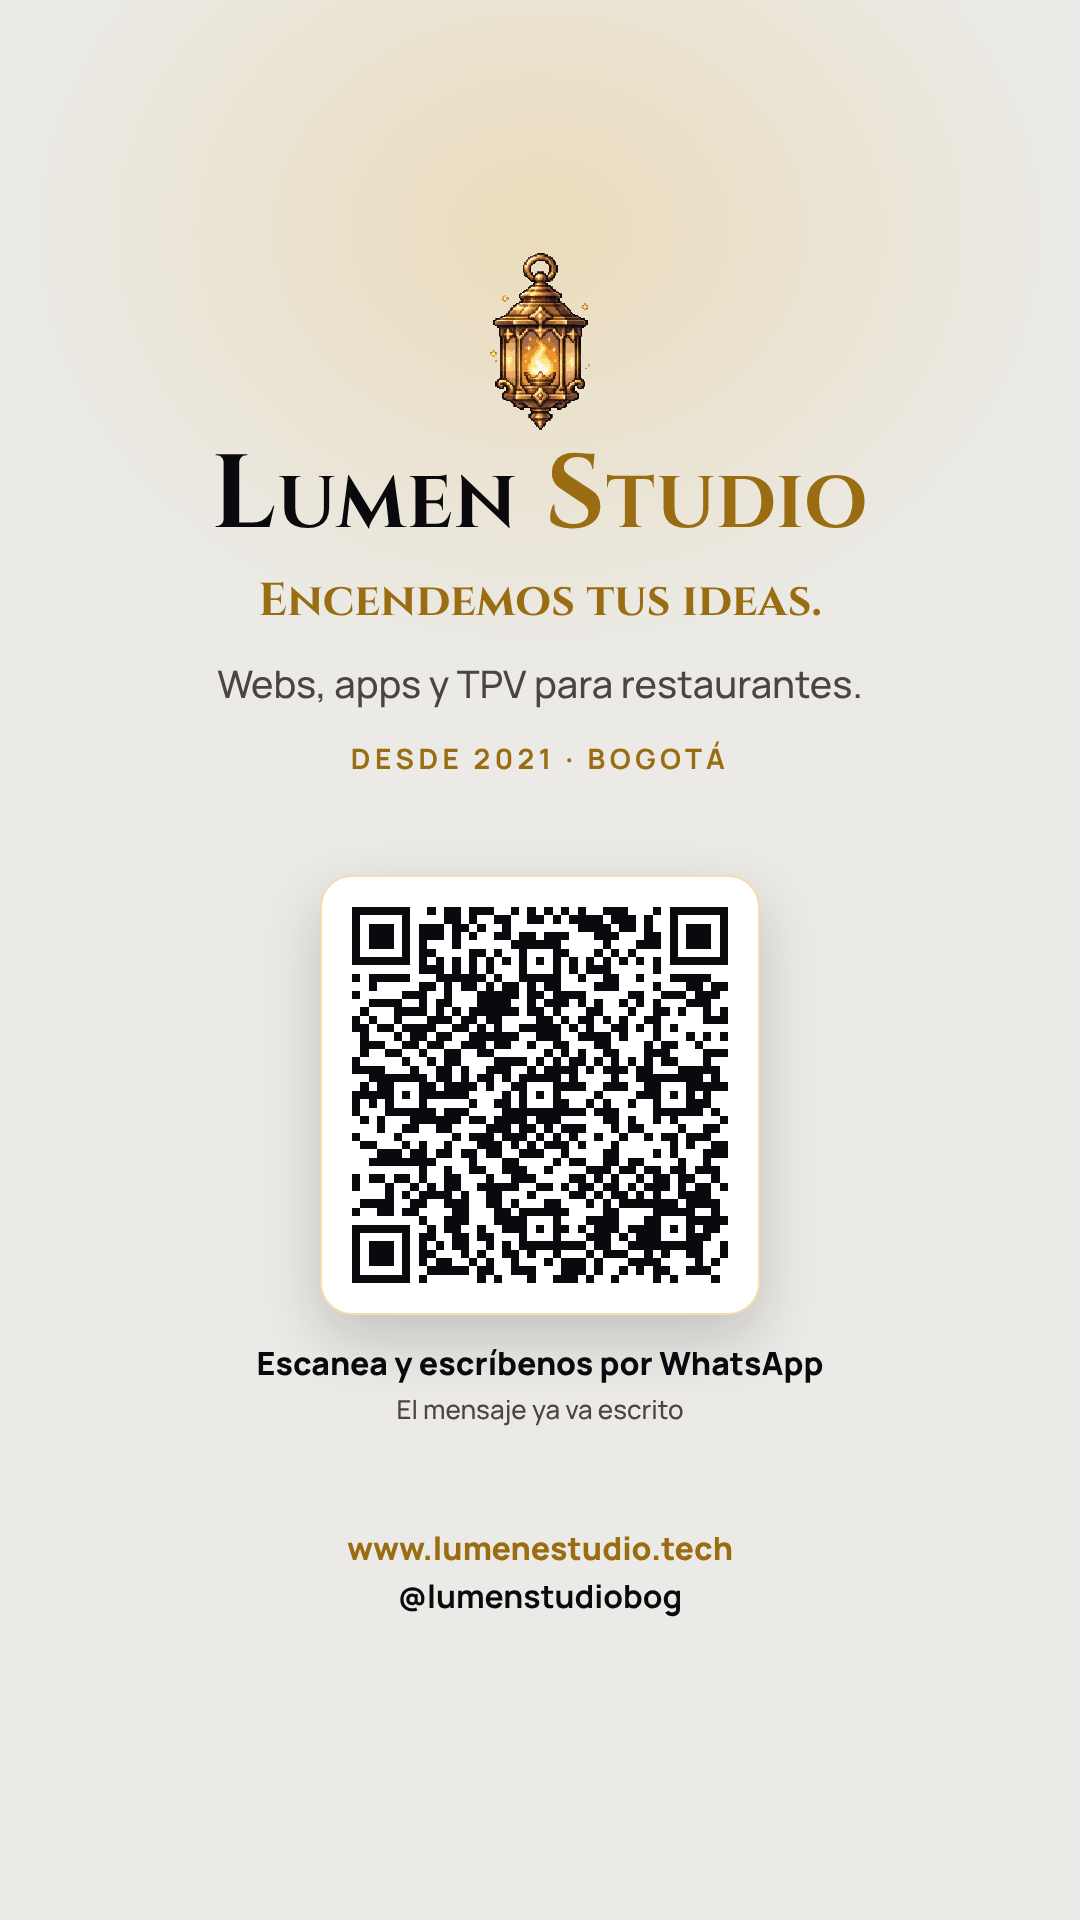 Lumen Studio
Encendemos tus ideas.
Webs, apps y TPV para restaurantes.
DESDE 2021 · BOGOTÁ
Escanea y escríbenos por WhatsApp
El mensaje ya va escrito
www.lumenestudio.tech
@lumenstudiobog